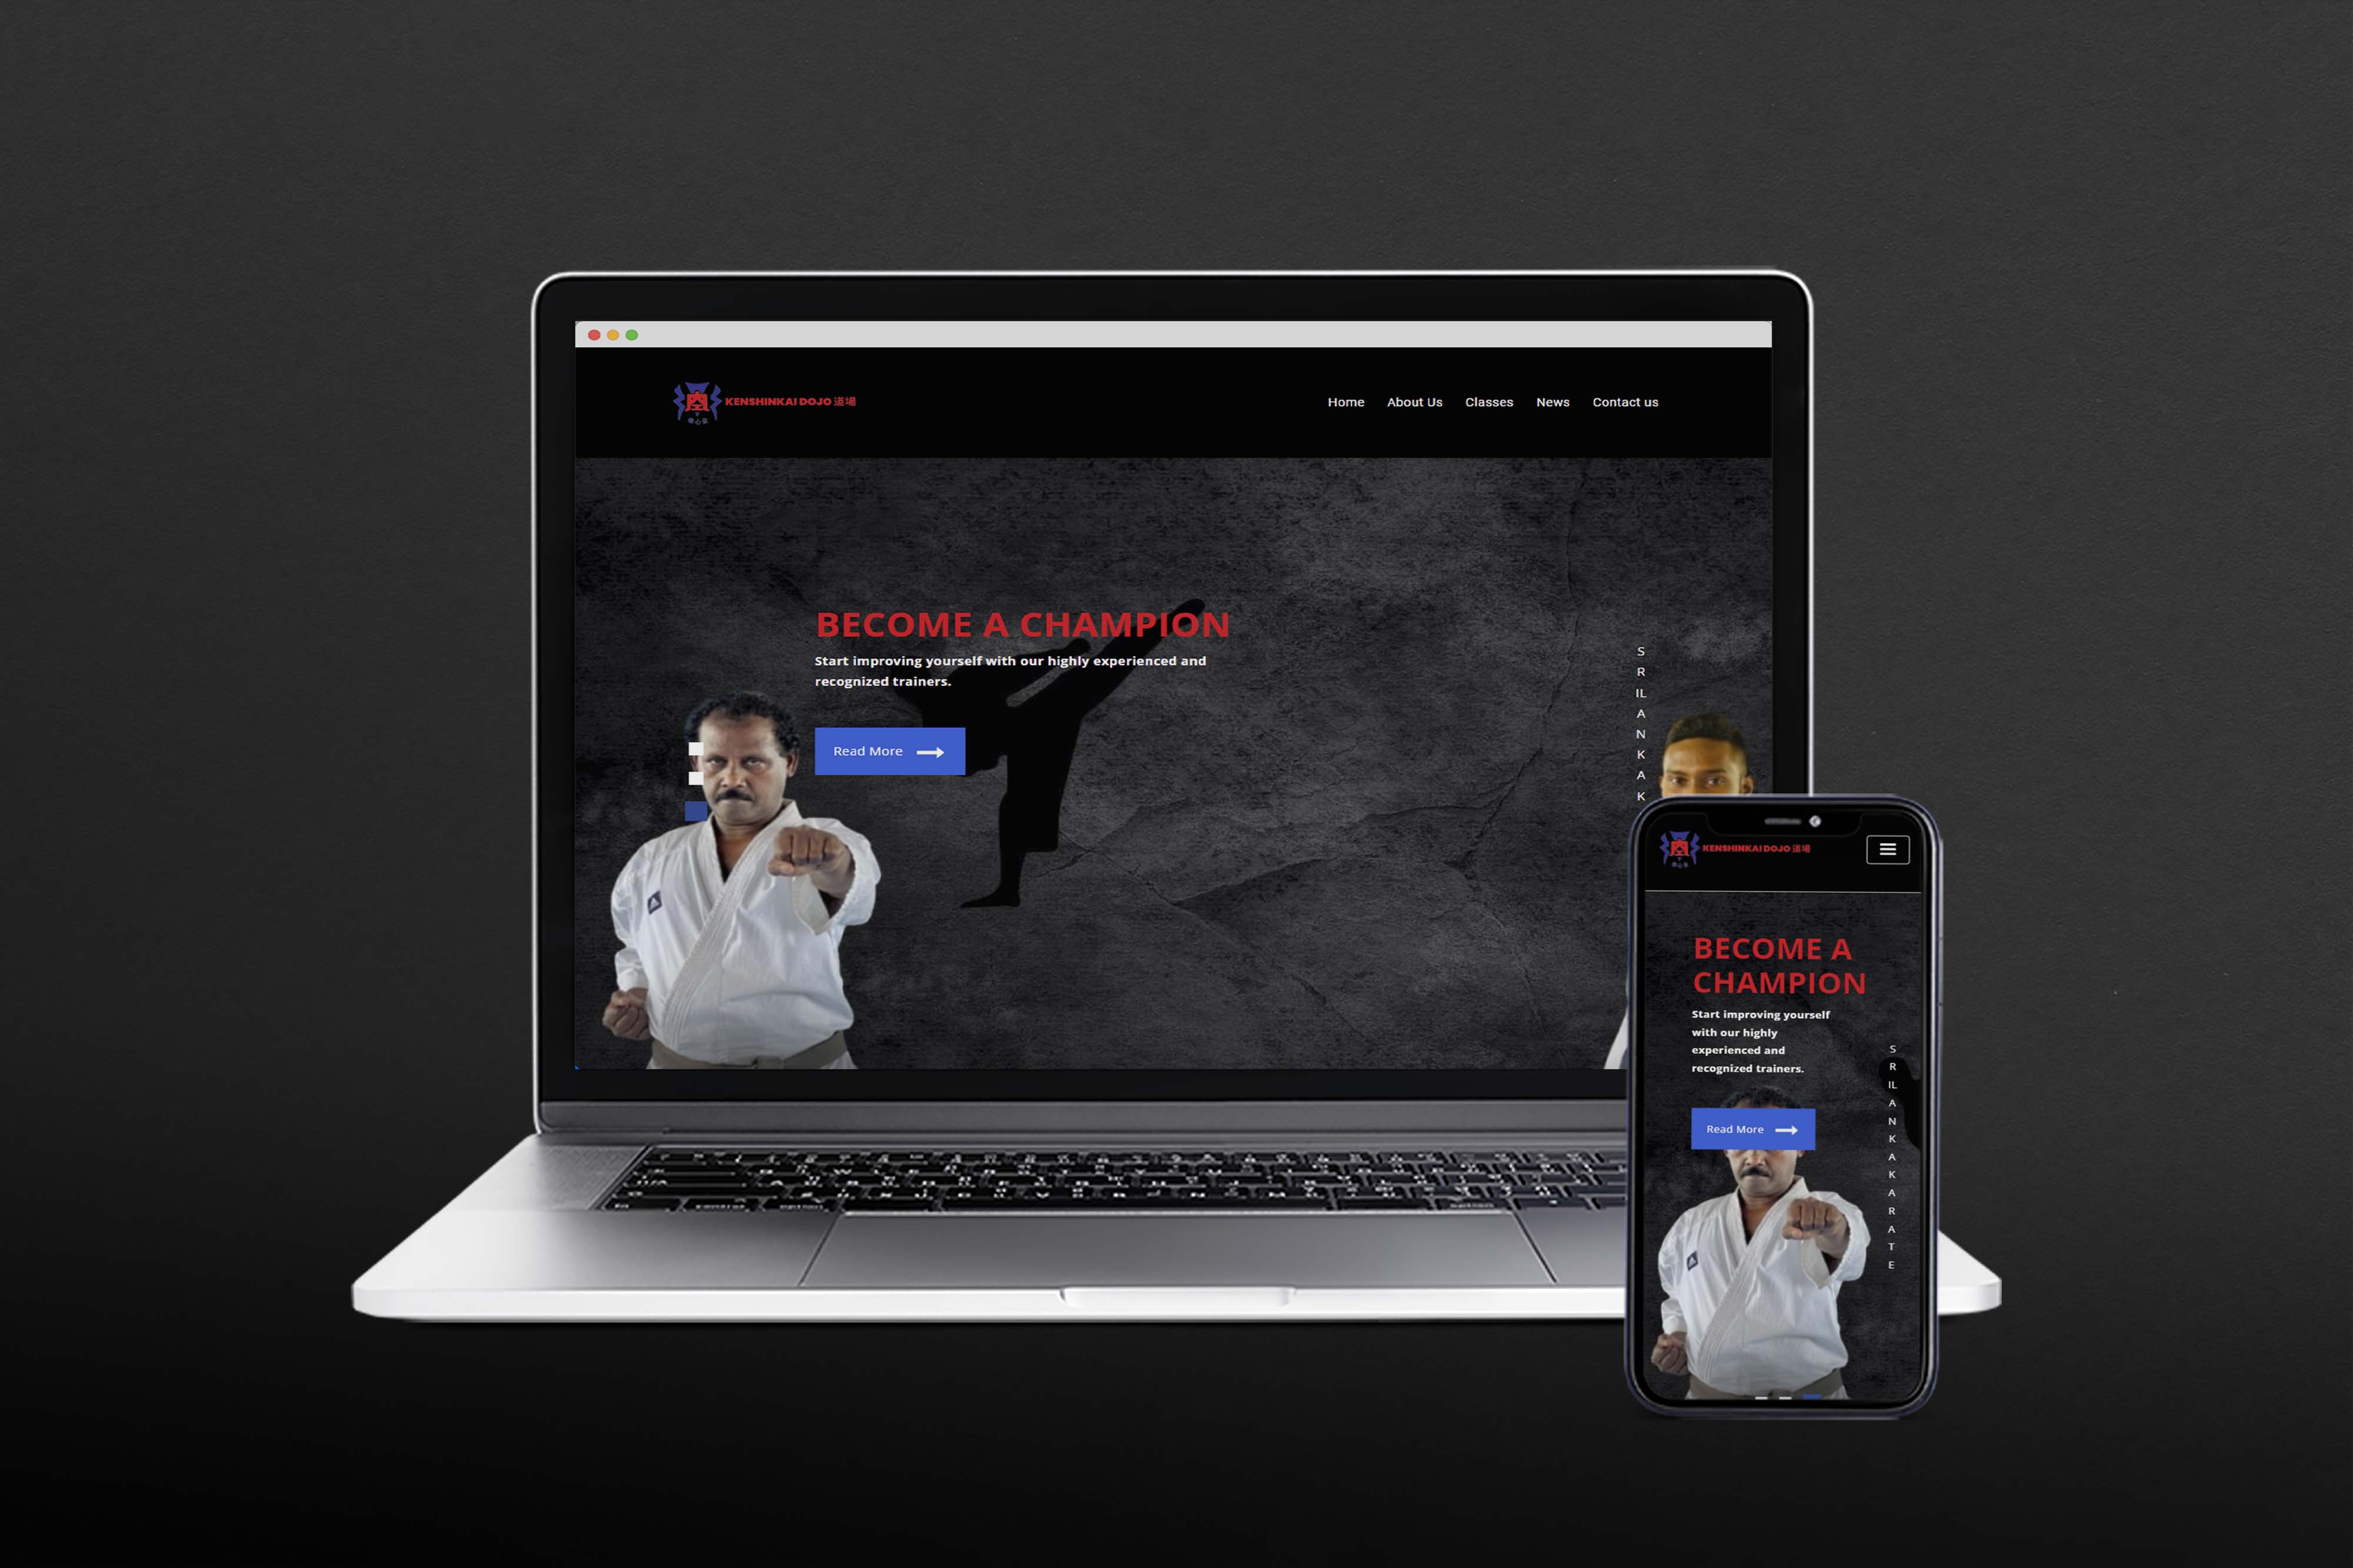 KENSHINKAI DOJO 道場
Home About Us Classes News Contact us
BECOME A CHAMPION
Start improving yourself with our highly experienced and
recognized trainers.
Read More
S
R
IL
A
N
K
A
K
KENSHINKAI DOJO 道場
BECOME A
CHAMPION
Start improving yourself
with our highly
experienced and
recognized trainers.
Read More
S
R
IL
A
N
K
A
K
A
R
A
T
E